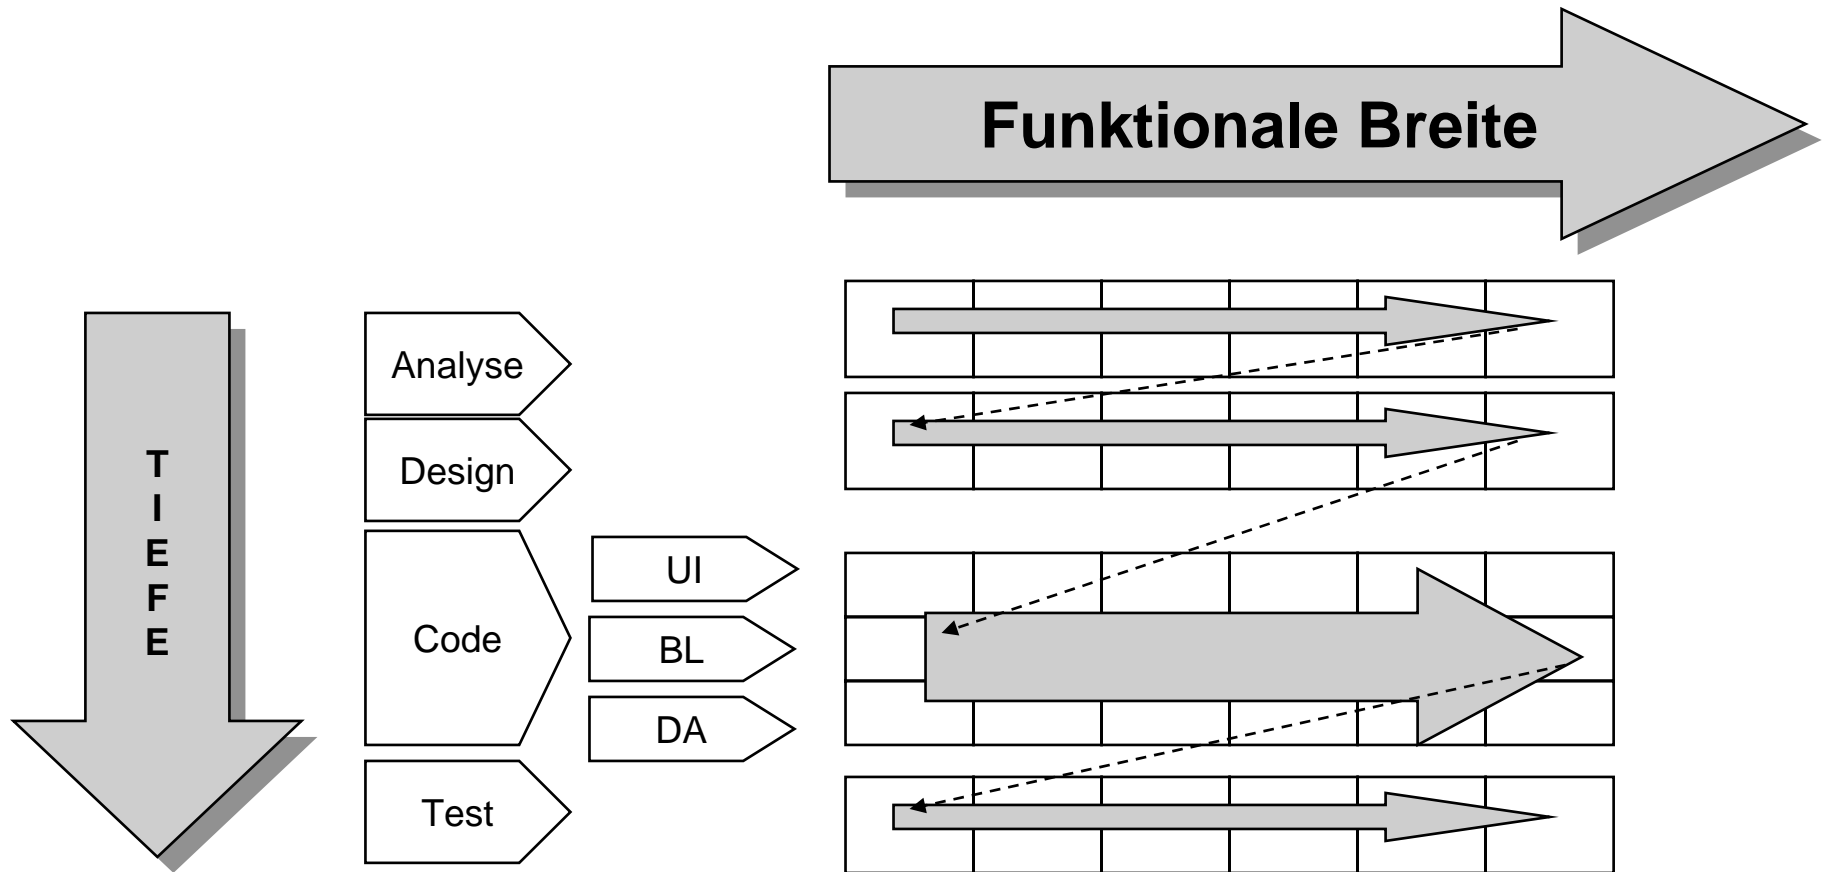 Funktionale Breite
T
I
E
F
E
Analyse
Design
Code
UI
BL
DA
Test